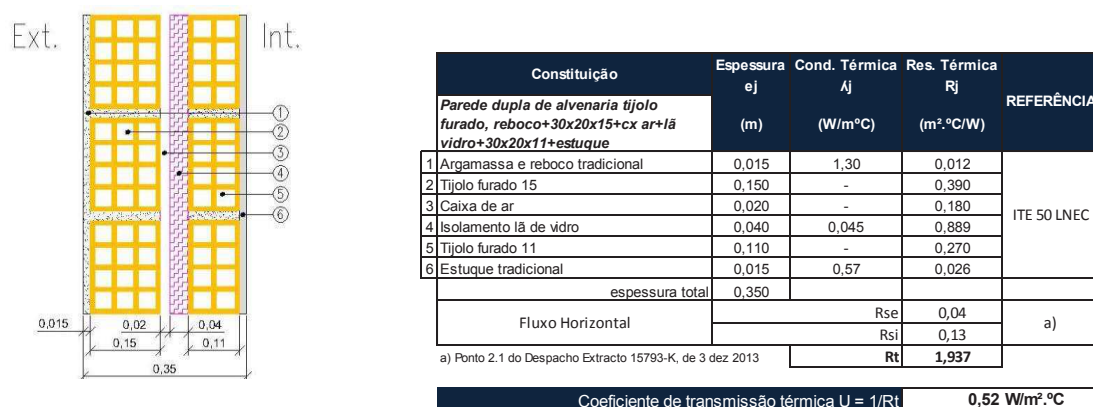 Ext.
Int.
1
2
3
4
5
6
0,015
0,02
0,04
0,15
0,11
0,35
Constituição Espessura ej (m) Cond. Térmica λj (W/mºC) Res. Térmica Rj (m².ºC/W) REFERÊNCIA
Parede dupla de alvenaria tijolo
furado, reboco+30x20x15+cx ar+lã
vidro+30x20x11+estuque
1 Argamassa e reboco tradicional 0,015 1,30 0,012
2 Tijolo furado 15 0,150 - 0,390
3 Caixa de ar 0,020 - 0,180
4 Isolamento lã de vidro 0,040 0,045 0,889
5 Tijolo furado 11 0,110 - 0,270
6 Estuque tradicional 0,015 0,57 0,026
ITE 50 LNEC
espessura total 0,350
Fluxo Horizontal
Rse 0,04
Rsi 0,13
a)
a) Ponto 2.1 do Despacho Extracto 15793-K, de 3 dez 2013 Rt 1,937
Coeficiente de transmissão térmica U = 1/Rt 0,52 W/m².ºC